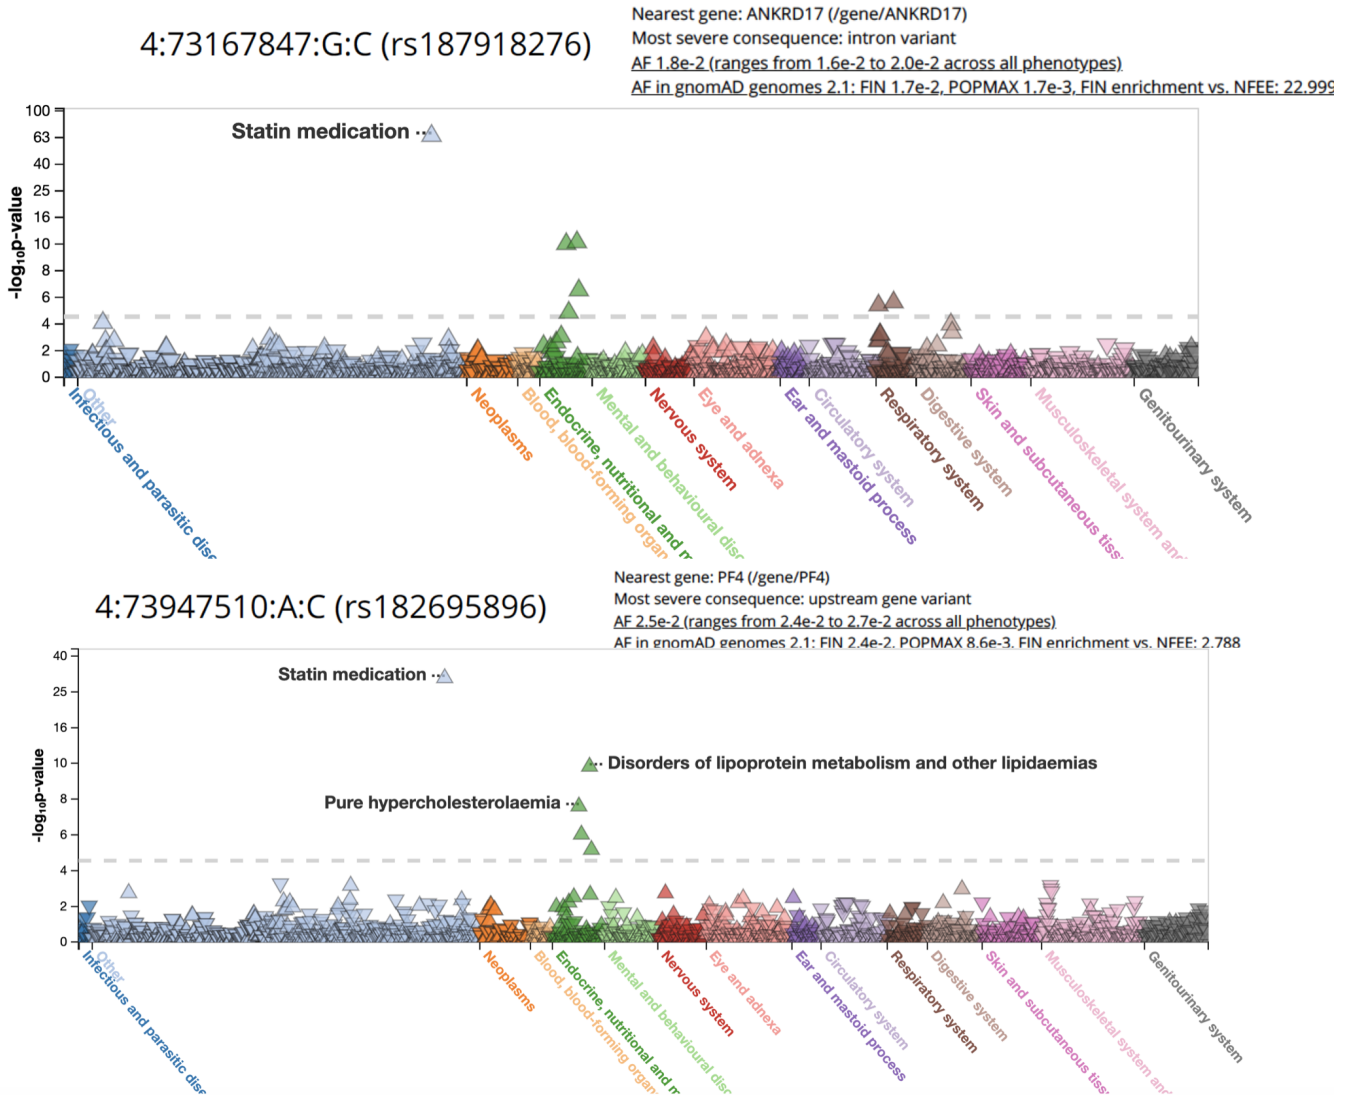 4:73167847:G:C (rs187918276)
Nearest gene: ANKRD17 (/gene/ANKRD17)
Most severe consequence: intron variant
AF 1.8e-2 (ranges from 1.6e-2 to 2.0e-2 across all phenotypes)
AF in gnomAD genomes 2.1: FIN 1.7e-2, POPMAX 1.7e-3, FIN enrichment vs. NFEE: 22.999
-log10p-value
100
63
40
25
16
10
8
6
4
2
0
Statin medication
Infectious and parasitic dise
Other
Neoplasms
Blood, blood-forming organ
Endocrine, nutritional and m
Mental and behavioural disc
Nervous system
Eye and adnexa
Ear and mastoid process
Circulatory system
Respiratory system
Digestive system
Skin and subcutaneous tiss
Musculoskeletal system and
Genitourinary system
4:73947510:A:C (rs182695896)
Nearest gene: PF4 (/gene/PF4)
Most severe consequence: upstream gene variant
AF 2.5e-2 (ranges from 2.4e-2 to 2.7e-2 across all phenotypes)
AF in gnomAD genomes 2.1: FIN 2.4e-2, POPMAX 8.6e-3, FIN enrichment vs. NFEE: 2.788
-log10p-value
40
25
16
10
8
6
4
2
0
Statin medication
Disorders of lipoprotein metabolism and other lipidaemias
Pure hypercholesterolaemia
Infectious and parasitic dise
Other
Neoplasms
Blood, blood-forming organ
Endocrine, nutritional and m
Mental and behavioural disc
Nervous system
Eye and adnexa
Ear and mastoid process
Circulatory system
Respiratory system
Digestive system
Skin and subcutaneous tiss
Musculoskeletal system and
Genitourinary system